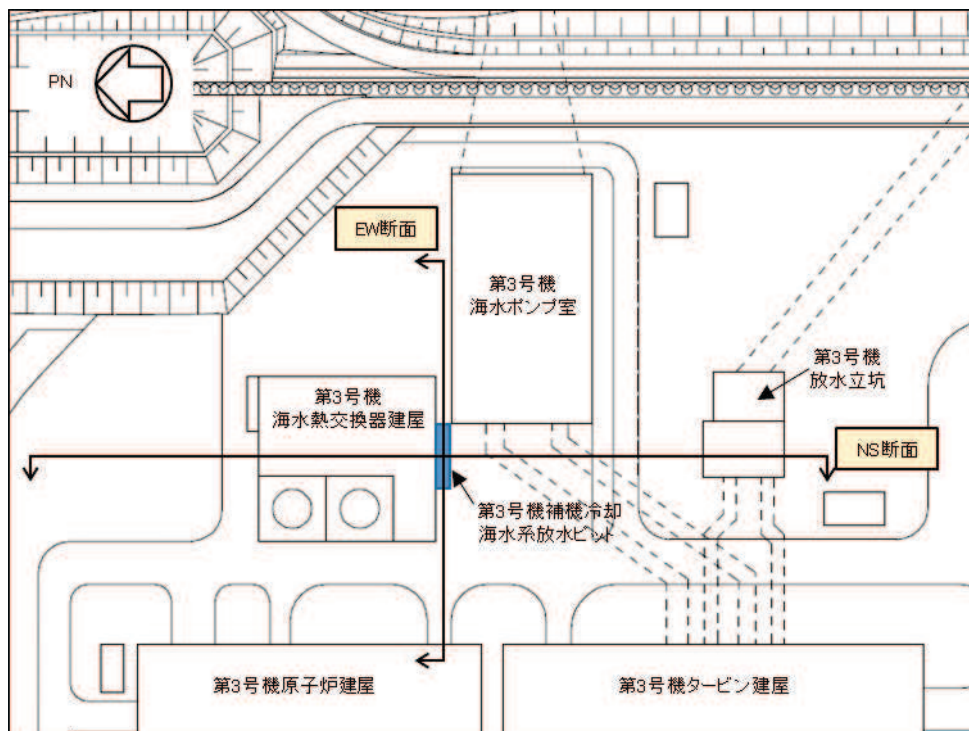 PN
EW断面
第3号機
海水ポンプ室
第3号機
放水立坑
第3号機
海水熱交換器建屋
NS断面
第3号機補機冷却
海水系放水ピット
第3号機原子炉建屋
第3号機タービン建屋